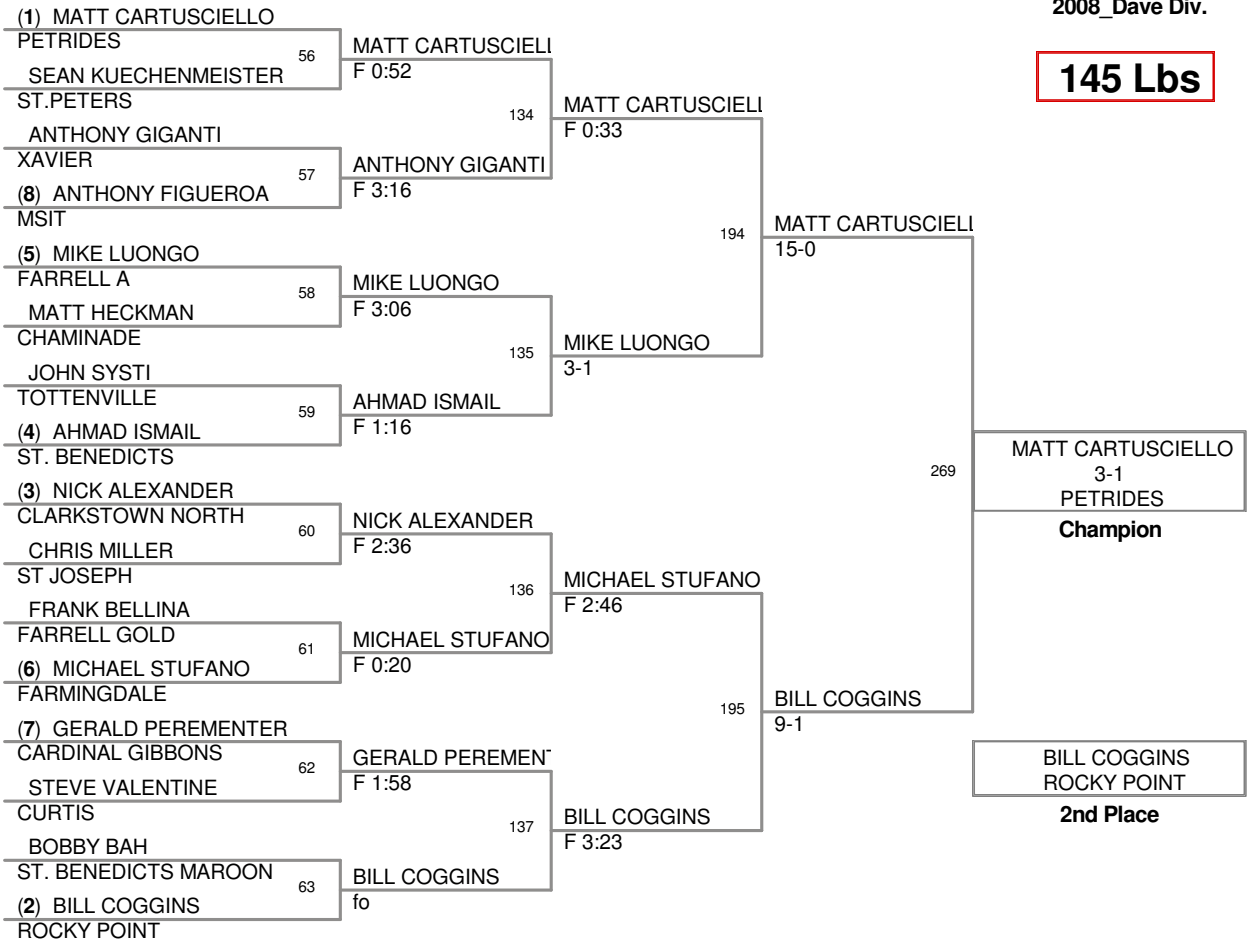 2008_Dave Div.
145 Lbs
(1) MATT CARTUSCIELLO
PETRIDES
56
SEAN KUECHENMEISTER
ST.PETERS
ANTHONY GIGANTI
XAVIER
57
(8) ANTHONY FIGUEROA
MSIT
(5) MIKE LUONGO
FARRELL A
58
MATT HECKMAN
CHAMINADE
JOHN SYSTI
TOTTENVILLE
59
(4) AHMAD ISMAIL
ST. BENEDICTS
(3) NICK ALEXANDER
CLARKSTOWN NORTH
60
CHRIS MILLER
ST JOSEPH
FRANK BELLINA
FARRELL GOLD
61
(6) MICHAEL STUFANO
FARMINGDALE
(7) GERALD PEREMENTER
CARDINAL GIBBONS
62
STEVE VALENTINE
CURTIS
BOBBY BAH
ST. BENEDICTS MAROON
63
(2) BILL COGGINS
ROCKY POINT
MATT CARTUSCIELL
F 0:52
134
ANTHONY GIGANTI
F 3:16
MIKE LUONGO
F 3:06
135
AHMAD ISMAIL
F 1:16
NICK ALEXANDER
F 2:36
136
MICHAEL STUFANO
F 0:20
GERALD PEREMENT
F 1:58
137
BILL COGGINS
fo
MATT CARTUSCIELL
F 0:33
194
MIKE LUONGO
3-1
MICHAEL STUFANO
F 2:46
195
BILL COGGINS
F 3:23
MATT CARTUSCIELL
15-0
269
BILL COGGINS
9-1
MATT CARTUSCIELLO
3-1
PETRIDES
Champion
BILL COGGINS
ROCKY POINT
2nd Place